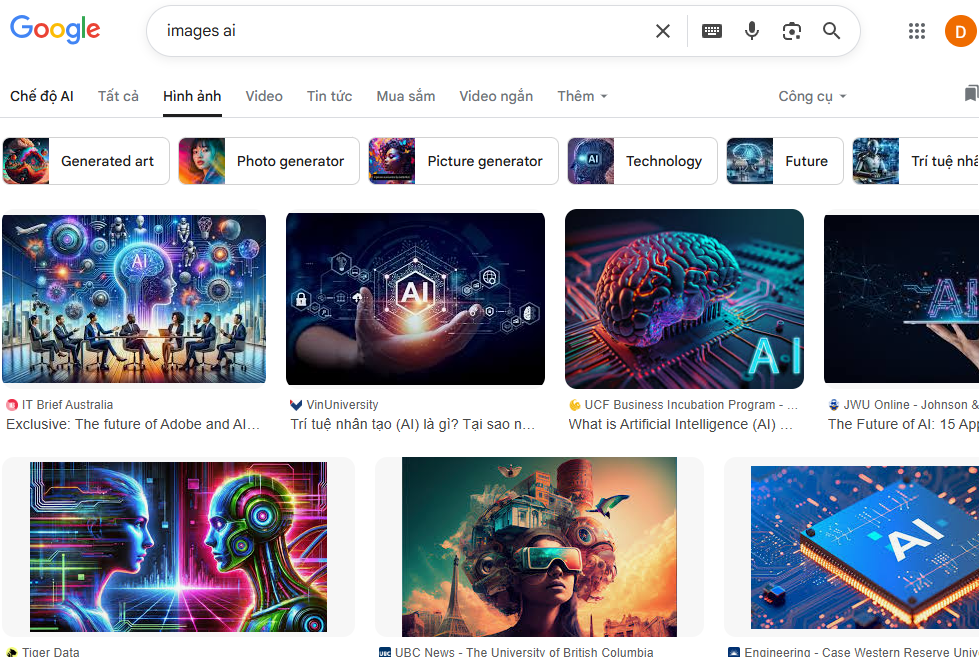 Google
images ai
D
Chế độ AI Tất cả Hình ảnh Video Tin tức Mua sắm Video ngắn Thêm Công cụ
Generated art Photo generator Picture generator Technology Future Trí tuệ nhâ
AI
AI
AI
AI
AI
IT Brief Australia
Exclusive: The future of Adobe and AI…
VinUniversity
Trí tuệ nhân tạo (AI) là gì? Tại sao n…
UCF Business Incubation Program - …
What is Artificial Intelligence (AI) …
JWU Online - Johnson &
The Future of AI: 15 App
AI
Tiger Data
UBC News - The University of British Columbia
Engineering - Case Western Reserve Univ